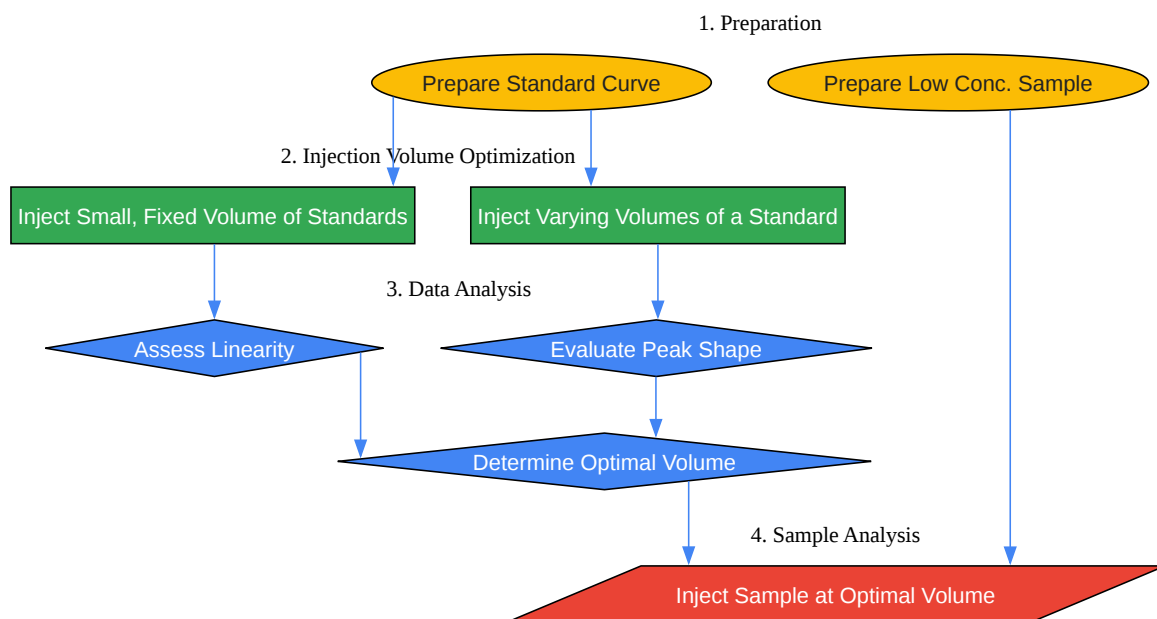 1. Preparation
Prepare Standard Curve
Prepare Low Conc. Sample
2. Injection Volume Optimization
Inject Small, Fixed Volume of Standards
Inject Varying Volumes of a Standard
3. Data Analysis
Assess Linearity
Evaluate Peak Shape
Determine Optimal Volume
4. Sample Analysis
Inject Sample at Optimal Volume